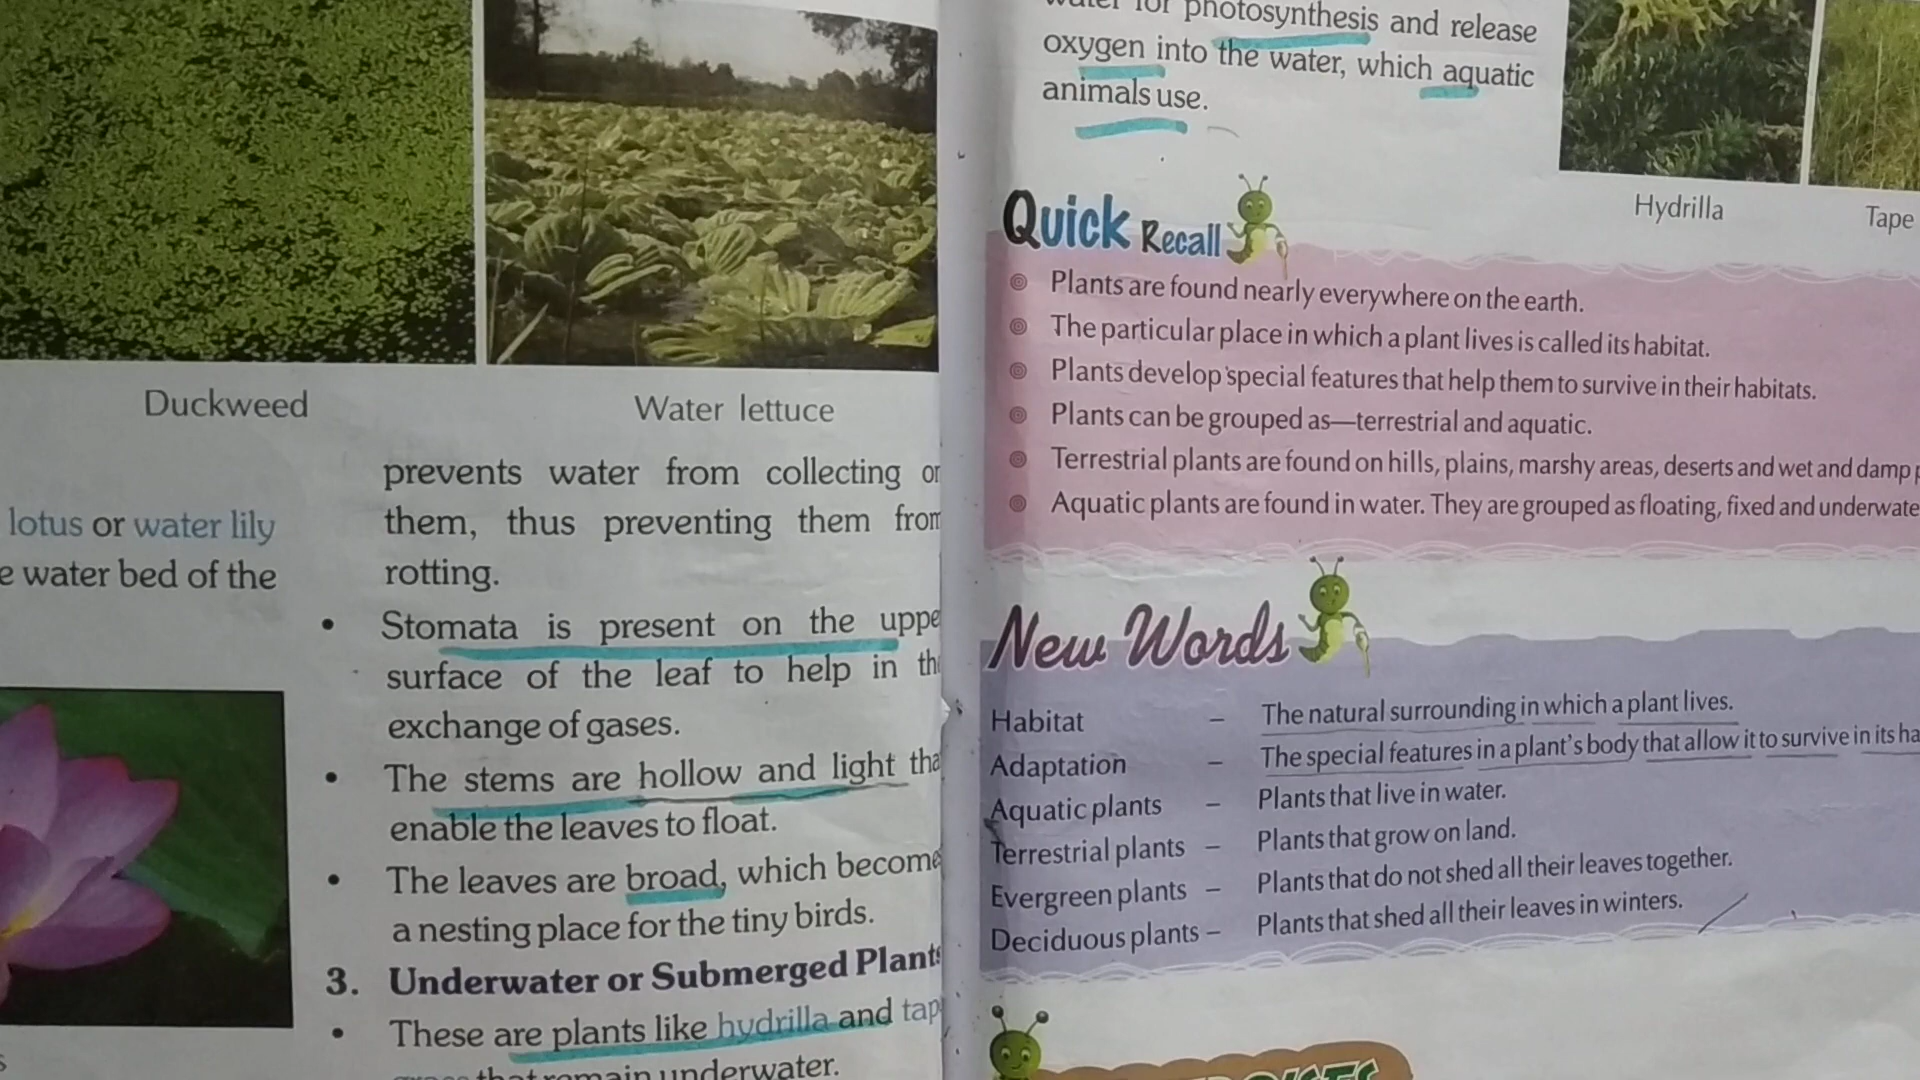 Duckweed
Water lettuce
lotus or water lily
water bed of the
prevents water from collecting
them, thus preventing them
rotting.
• Stomata is present on the
surface of the leaf to help in
exchange of gases.
• The stems are hollow and light
enable the leaves to float.
• The leaves are broad, which
a nesting place for the tiny birds.
3. Underwater or Submerged
• These are plants like hydrilla and
that remain underwater.
water for photosynthesis and release
oxygen into the water, which aquatic
animals use.
Hydrilla
Tape
Quick Recall
Plants are found nearly everywhere on the earth.
The particular place in which a plant lives is called its habitat.
Plants develop special features that help them to survive in their habitats.
Plants can be grouped as—terrestrial and aquatic.
Terrestrial plants are found on hills, plains, marshy areas, deserts and wet and damp
Aquatic plants are found in water. They are grouped as floating, fixed and
New Words
Habitat – The natural surrounding in which a plant lives.
Adaptation – The special features in a plant's body that allow it to survive in its
Aquatic plants – Plants that live in water.
Terrestrial plants – Plants that grow on land.
Evergreen plants – Plants that do not shed all their leaves together.
Deciduous plants – Plants that shed all their leaves in winters.